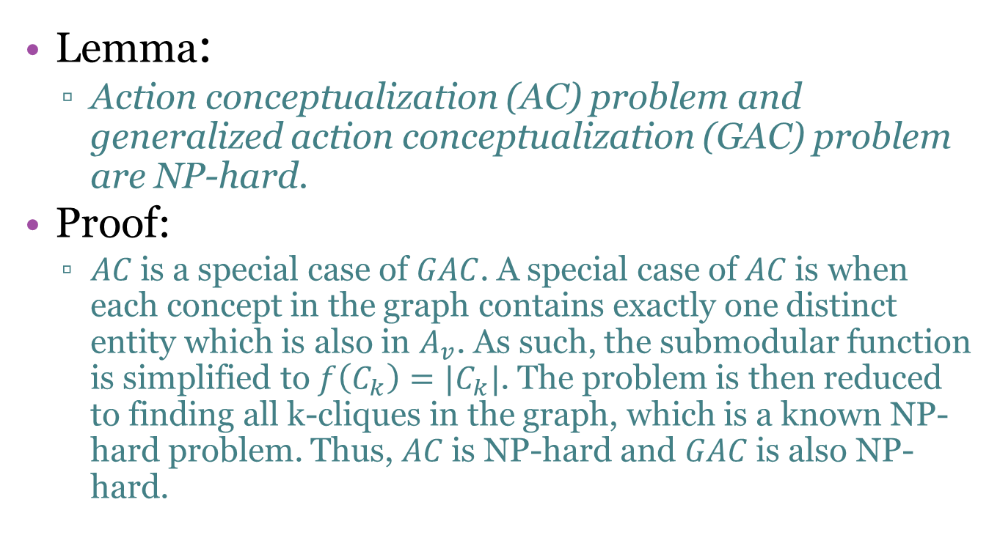 • Lemma:
▫ Action conceptualization (AC) problem and
generalized action conceptualization (GAC) problem
are NP-hard.
• Proof:
▫ 𝐴𝐶 is a special case of 𝐺𝐴𝐶. A special case of 𝐴𝐶 is when
each concept in the graph contains exactly one distinct
entity which is also in 𝐴ᵥ. As such, the submodular function
is simplified to 𝑓(𝐶ₖ) = |𝐶ₖ|. The problem is then reduced
to finding all k-cliques in the graph, which is a known NP-
hard problem. Thus, 𝐴𝐶 is NP-hard and 𝐺𝐴𝐶 is also NP-
hard.